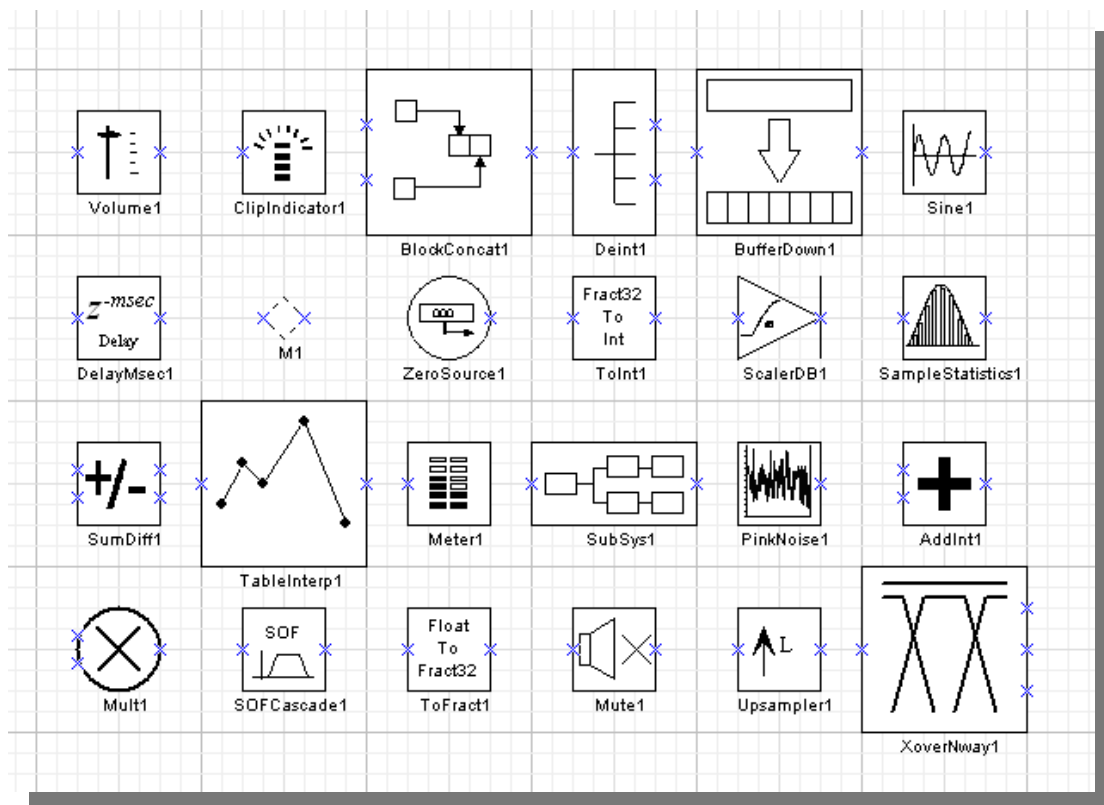 Volume1
ClipIndicator1
BlockConcat1
Deint1
BufferDown1
Sine1
z-msec
Delay
DelayMsec1
M1
ZeroSource1
Fract32
To
Int
ToInt1
ScalerDB1
SampleStatistics1
+/-
SumDiff1
TableInterp1
Meter1
SubSys1
PinkNoise1
AddInt1
Mult1
SOF
SOFCascade1
Float
To
Fract32
ToFract1
Mute1
L
Upsampler1
XoverNway1